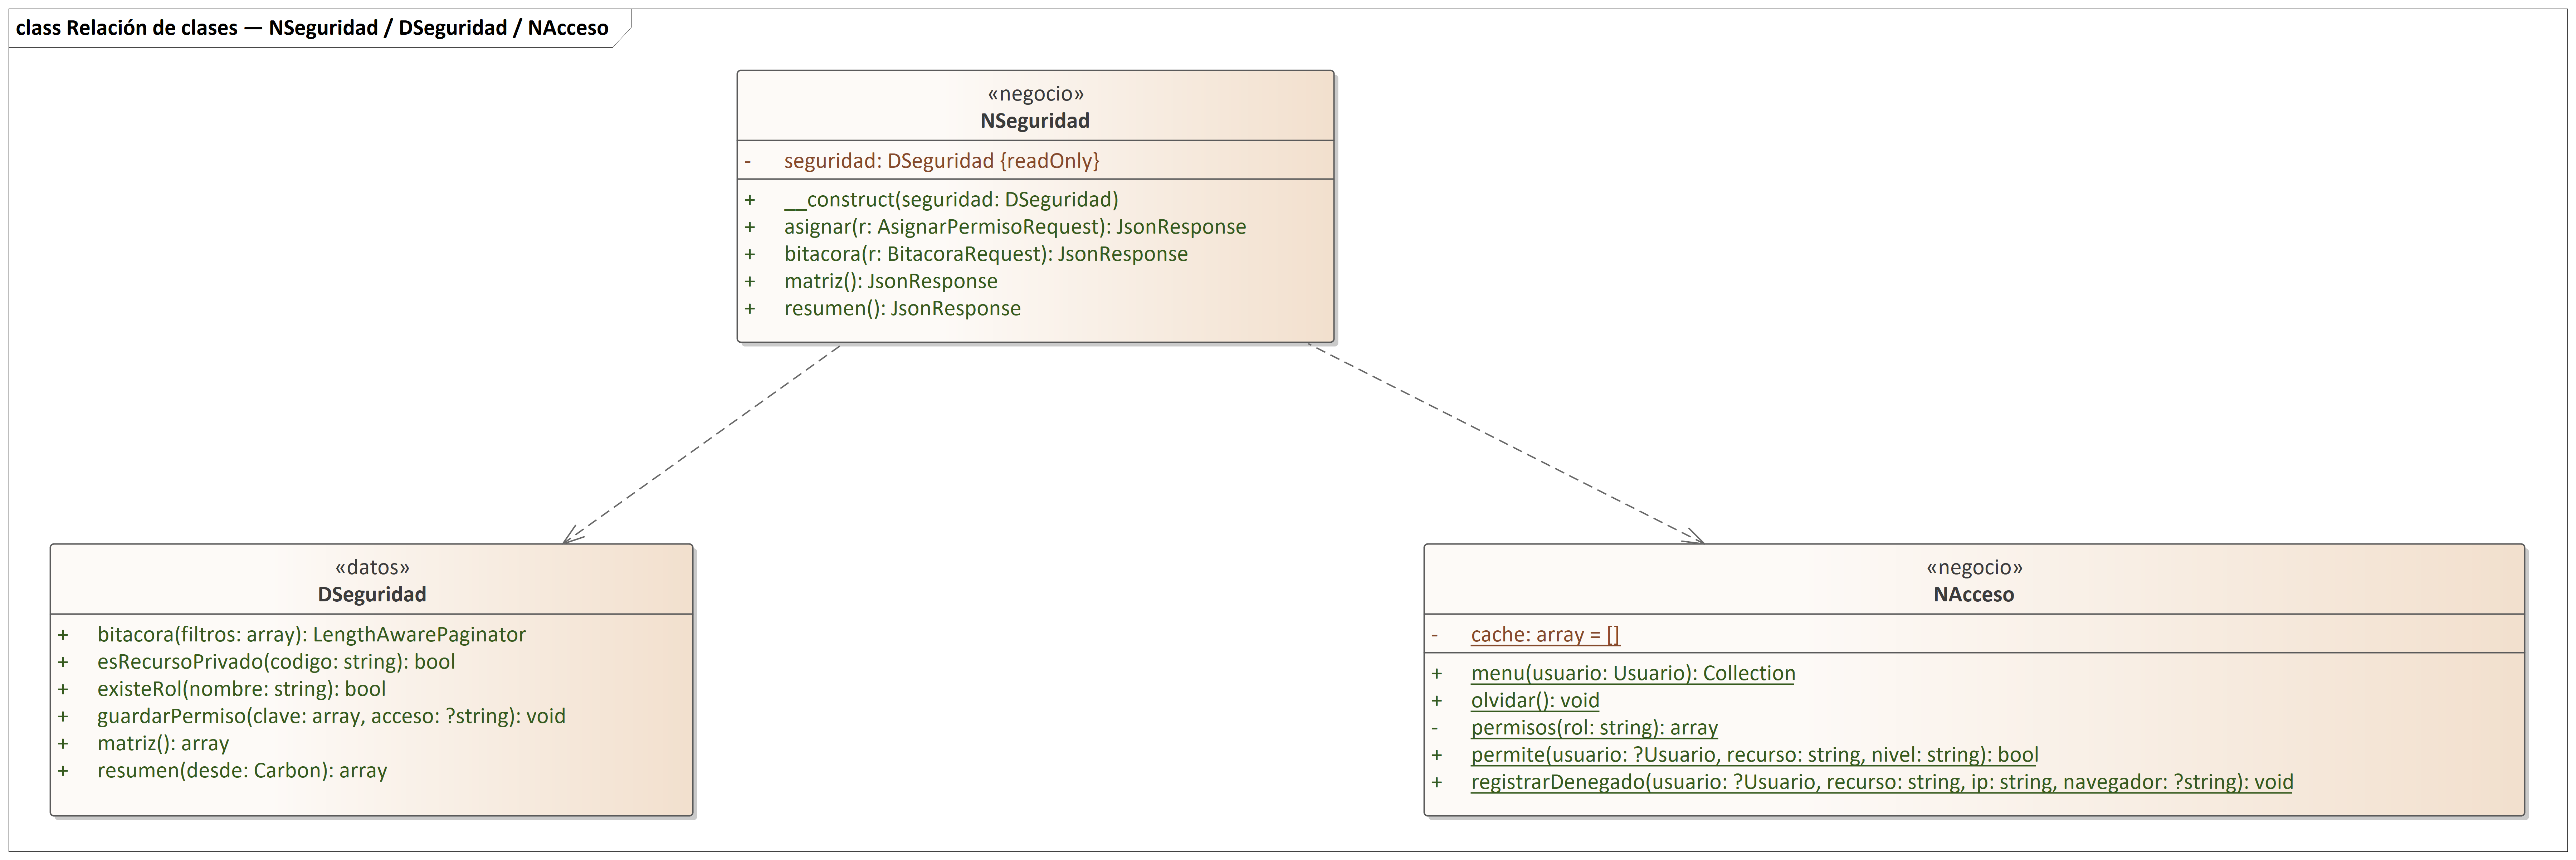 class Relación de clases — NSeguridad / DSeguridad / NAcceso
«negocio»
NSeguridad
- seguridad: DSeguridad {readOnly}
+ __construct(seguridad: DSeguridad)
+ asignar(r: AsignarPermisoRequest): JsonResponse
+ bitacora(r: BitacoraRequest): JsonResponse
+ matriz(): JsonResponse
+ resumen(): JsonResponse
«datos»
DSeguridad
+ bitacora(filtros: array): LengthAwarePaginator
+ esRecursoPrivado(codigo: string): bool
+ existeRol(nombre: string): bool
+ guardarPermiso(clave: array, acceso: ?string): void
+ matriz(): array
+ resumen(desde: Carbon): array
«negocio»
NAcceso
- cache: array = []
+ menu(usuario: Usuario): Collection
+ olvidar(): void
- permisos(rol: string): array
+ permite(usuario: ?Usuario, recurso: string, nivel: string): bool
+ registrarDenegado(usuario: ?Usuario, recurso: string, ip: string, navegador: ?string): void